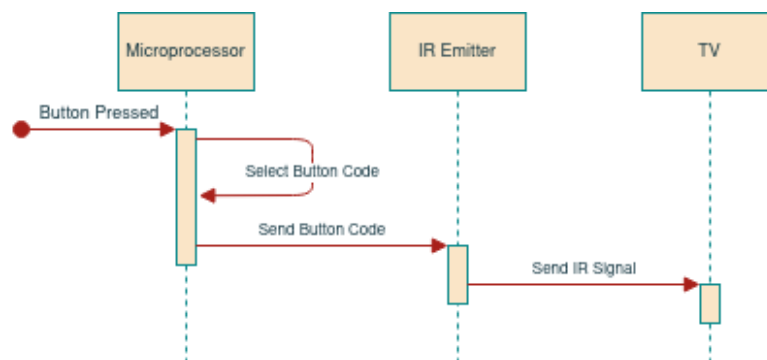 Microprocessor
IR Emitter
TV
Button Pressed
Select Button Code
Send Button Code
Send IR Signal